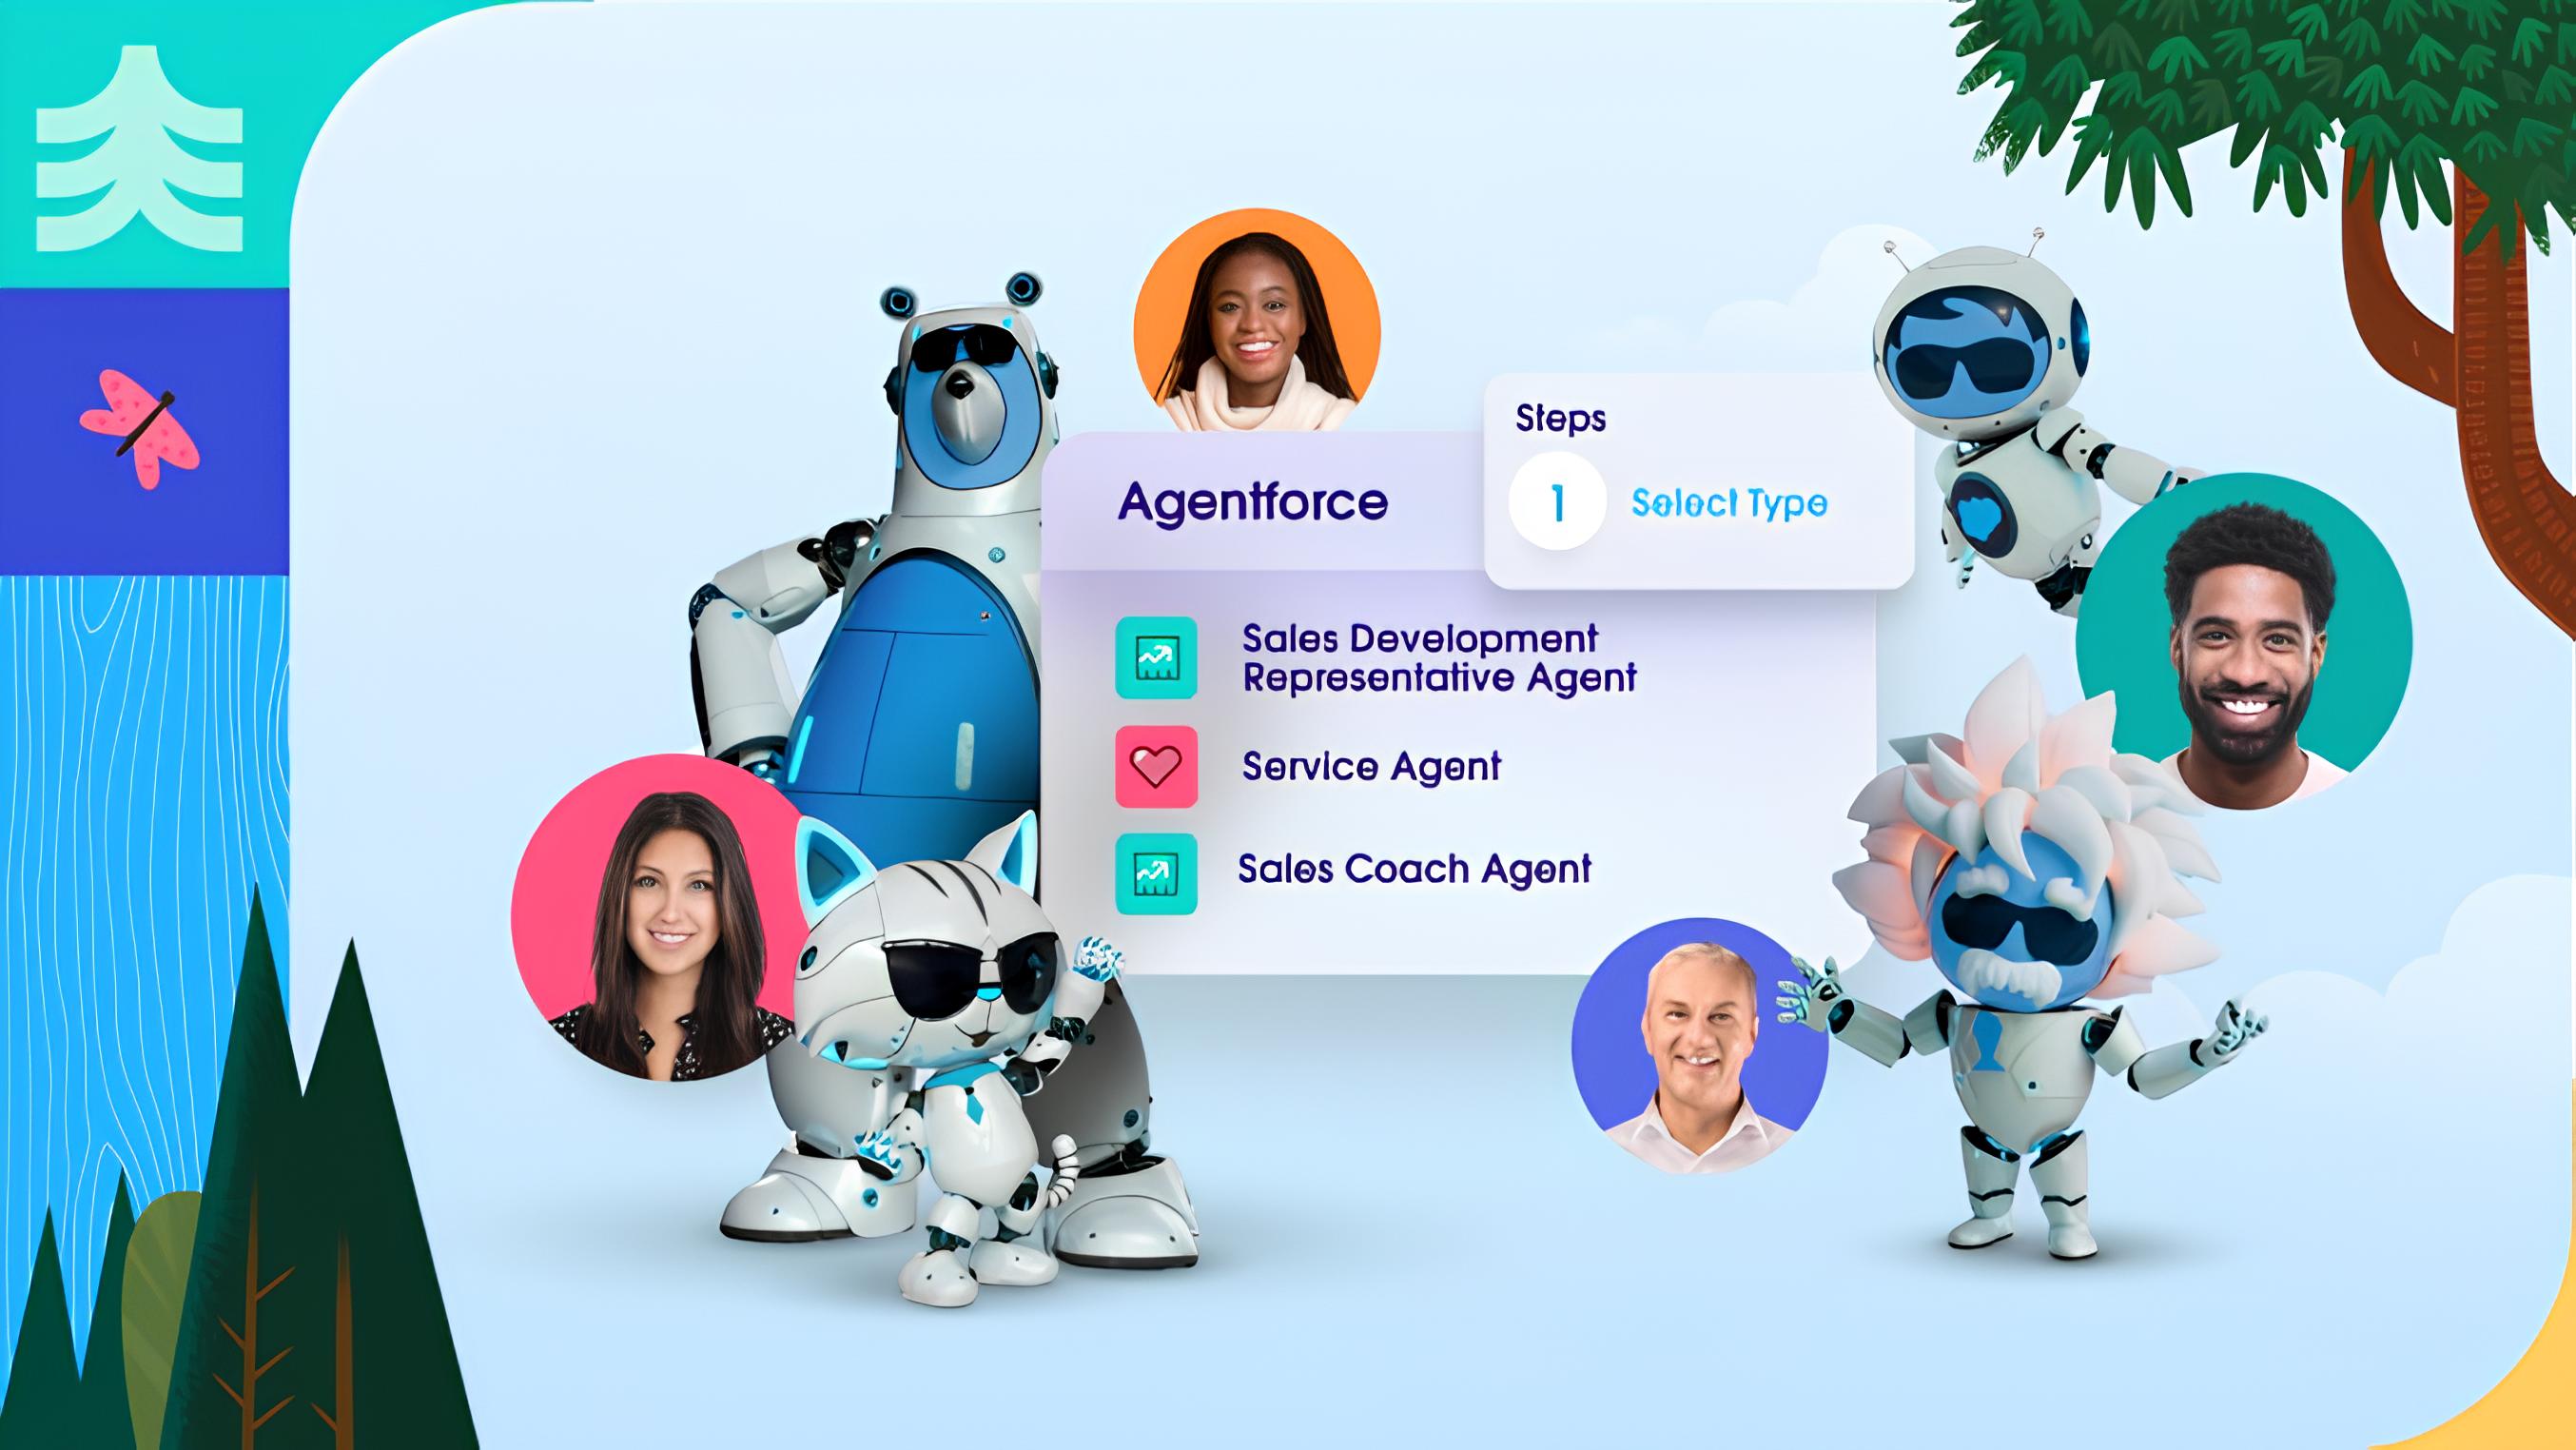 Agentforce
Steps
1 Select Type
Sales Development
Representative Agent
Service Agent
Sales Coach Agent